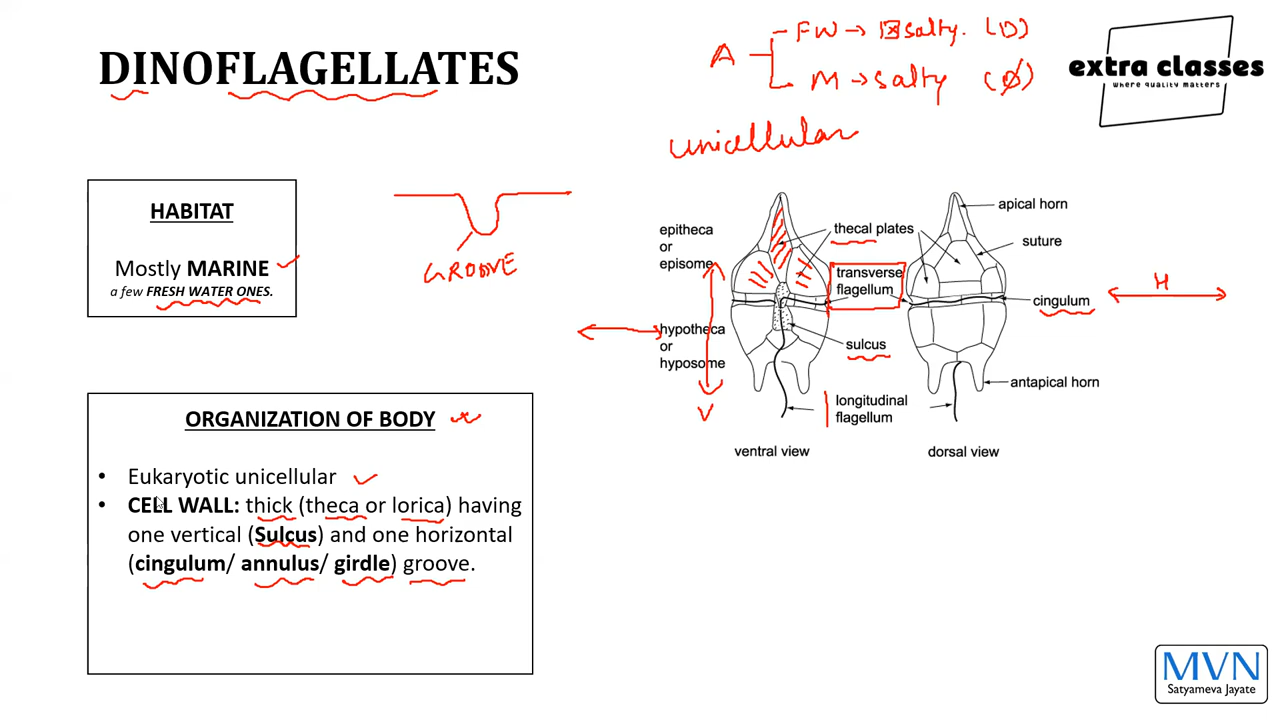 DINOFLAGELLATES
A
FW → salty. (D)
M → salty
unicellular
extra classes
where quality matters
HABITAT
Mostly MARINE
a few FRESH WATER ONES.
GROOVE
epitheca
or
episome
hypotheca
or
hyposome
V
thecal plates
transverse
flagellum
sulcus
longitudinal
flagellum
ventral view
apical horn
suture
cingulum
antapical horn
dorsal view
H
ORGANIZATION OF BODY
• Eukaryotic unicellular
• CELL WALL: thick (theca or lorica) having
one vertical (Sulcus) and one horizontal
(cingulum/ annulus/ girdle) groove.
MVN
Satyameva Jayate